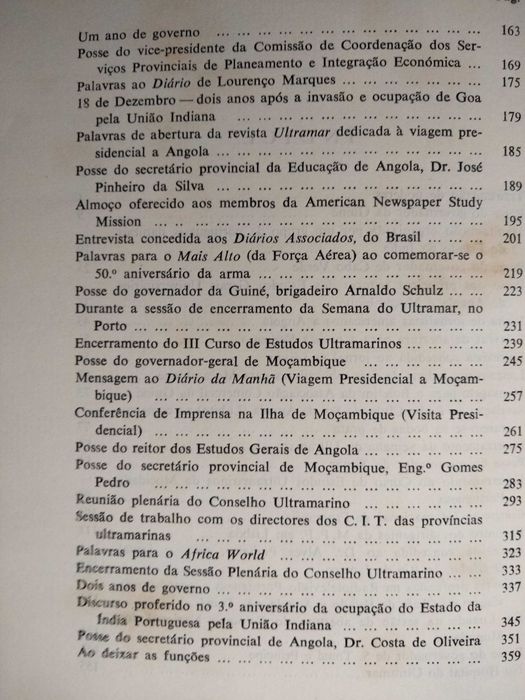 Um ano de governo ... ... ... ... ... ... ... ... ... ... ... ... 163
Posse do vice-presidente da Comissão de Coordenação dos Ser-
viços Provinciais de Planeamento e Integração Económica ... 169
Palavras ao Diário de Lourenço Marques ... ... ... ... ... ... 175
18 de Dezembro — dois anos após a invasão e ocupação de Goa
pela União Indiana ... ... ... ... ... ... ... ... ... ... 179
Palavras de abertura da revista Ultramar dedicada à viagem pre-
sidencial a Angola ... ... ... ... ... ... ... ... ... ... ... 185
Posse do secretário provincial da Educação de Angola, Dr. José
Pinheiro da Silva ... ... ... ... ... ... ... ... ... ... ... 189
Almoço oferecido aos membros da American Newspaper Study
Mission ... .. ... ... ... ... ... ... ... ... ... ... ... 195
Entrevista concedida aos Diários Associados, do Brasil ... ... ... 201
Palavras para o Mais Alto (da Força Aérea) ao comemorar-se o
50.º aniversário da arma ... ... ... ... ... ... ... ... ... 219
Posse do governador da Guiné, brigadeiro Arnaldo Schulz ... ... 223
Durante a sessão de encerramento da Semana do Ultramar, no
Porto ... ... ... ... ... ... ... ... ... ... ... ... ... ... 231
Encerramento do III Curso de Estudos Ultramarinos ... ... ... ... 239
Posse do governador-geral de Moçambique ... ... ... ... ... ... 245
Mensagem ao Diário da Manhã (Viagem Presidencial a Moçam-
bique) ... ... ... ... ... ... ... ... ... ... ... ... ... 257
Conferência de Imprensa na Ilha de Moçambique (Visita Presi-
dencial) ... ... ... ... ... ... ... ... ... ... ... ... ... 261
Posse do reitor dos Estudos Gerais de Angola ... ... ... ... ... 275
Posse do secretário provincial de Moçambique, Eng.º Gomes
Pedro ... ... ... ... ... ... ... ... ... ... ... ... ... 283
Reunião plenária do Conselho Ultramarino ... ... ... ... ... ... 293
Sessão de trabalho com os directores dos C. I. T. das províncias
ultramarinas ... ... ... ... ... ... ... ... ... ... ... ... 315
Palavras para o Africa World ... ... ... ... ... ... ... ... ... 323
Encerramento da Sessão Plenária do Conselho Ultramarino ... ... 333
Dois anos de governo ... ... ... ... ... ... ... ... ... ... ... 337
Discurso proferido no 3.º aniversário da ocupação do Estado da
Índia Portuguesa pela União Indiana ... ... ... ... ... ... 345
Posse do secretário provincial de Angola, Dr. Costa de Oliveira 351
Ao deixar as funções ... ... ... ... ... ... ... ... ... ... ... 359